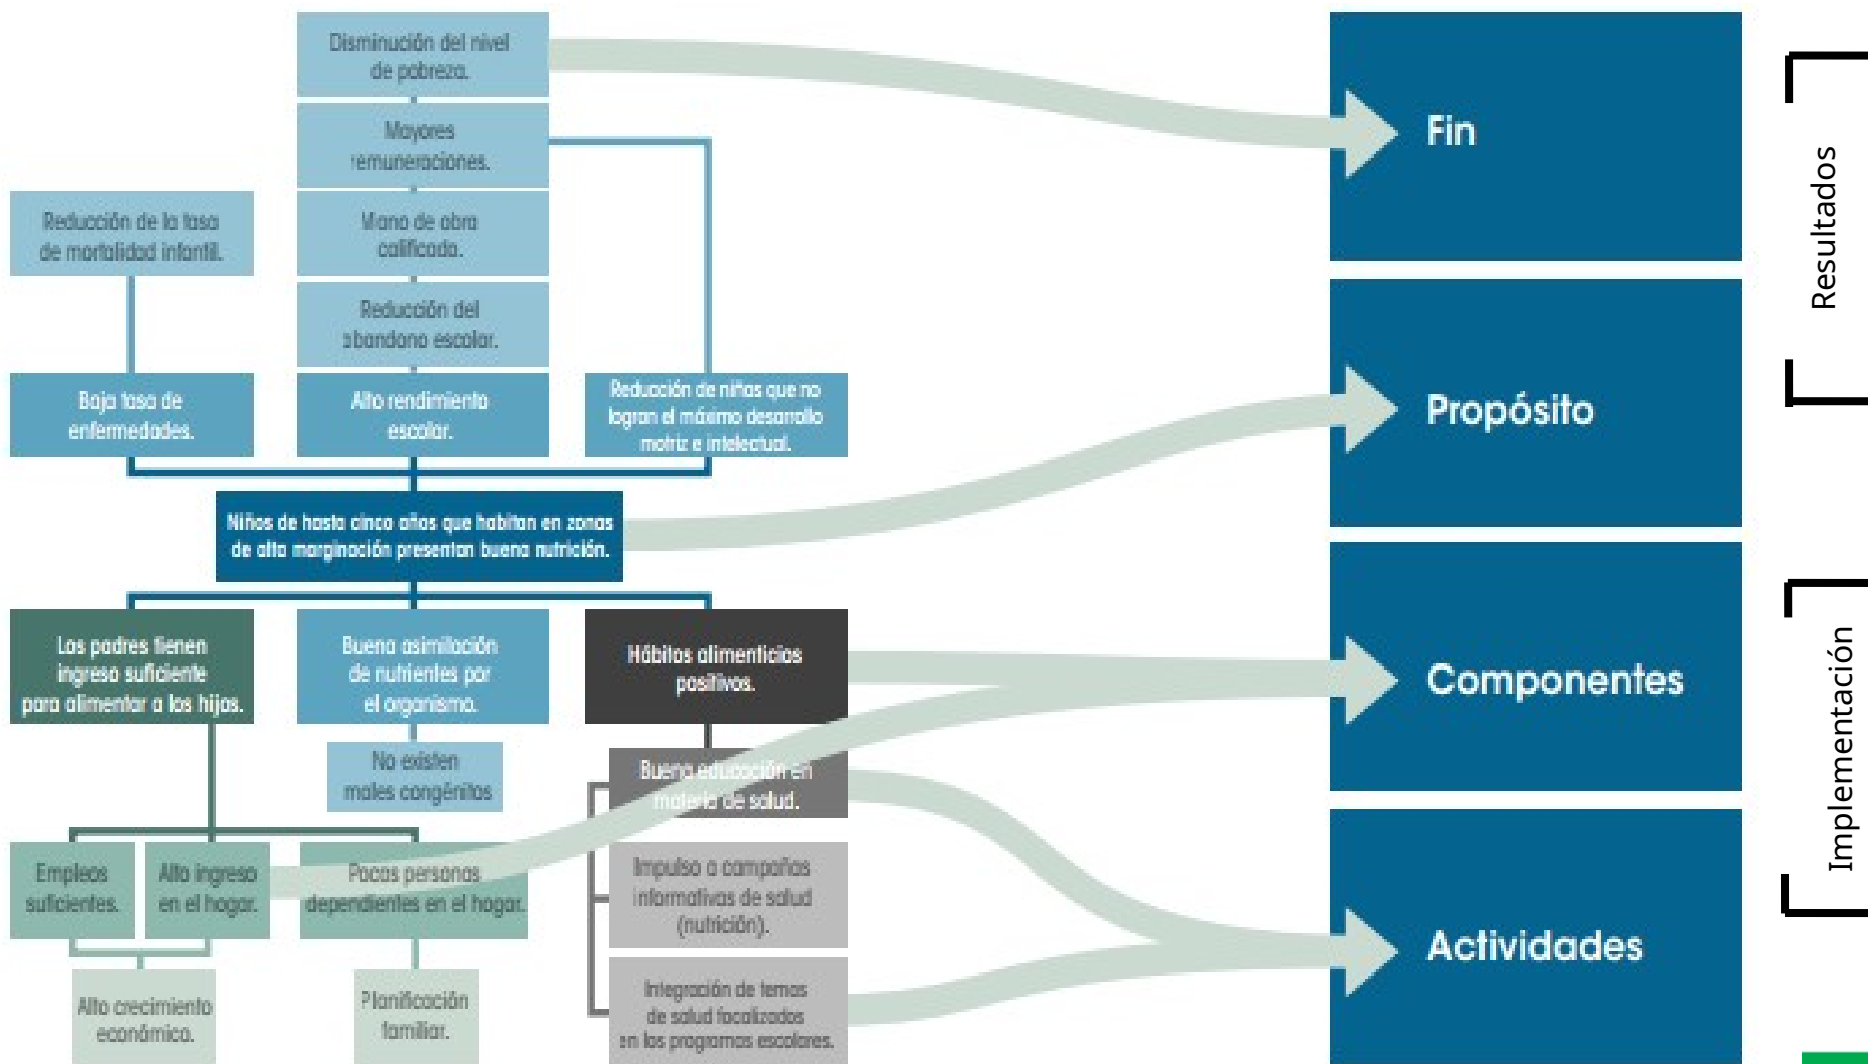 Disminución del nivel
de pobreza.
Mayores
remuneraciones.
Reducción de la tasa
de mortalidad infantil.
Mano de obra
calificada.
Reducción del
abandono escolar.
Baja tasa de
enfermedades.
Alto rendimiento
escolar.
Reducción de niños que no
logran el máximo desarrollo
motriz e intelectual.
Niños de hasta cinco años que habitan en zonas
de alta marginación presentan buena nutrición.
Los padres tienen
ingreso suficiente
para alimentar a los hijos.
Buena asimilación
de nutrientes por
el organismo.
Hábitos alimenticios
positivos.
No existen
males congénitos
Buena educación en
materia de salud.
Empleos
suficientes.
Alto ingreso
en el hogar.
Pocas personas
dependientes en el hogar.
Impulso a campañas
informativas de salud
(nutrición).
Alto crecimiento
económico.
Planificación
familiar.
Integración de temas
de salud focalizados
en los programas escolares.
Fin
Propósito
Componentes
Actividades
Resultados
Implementación